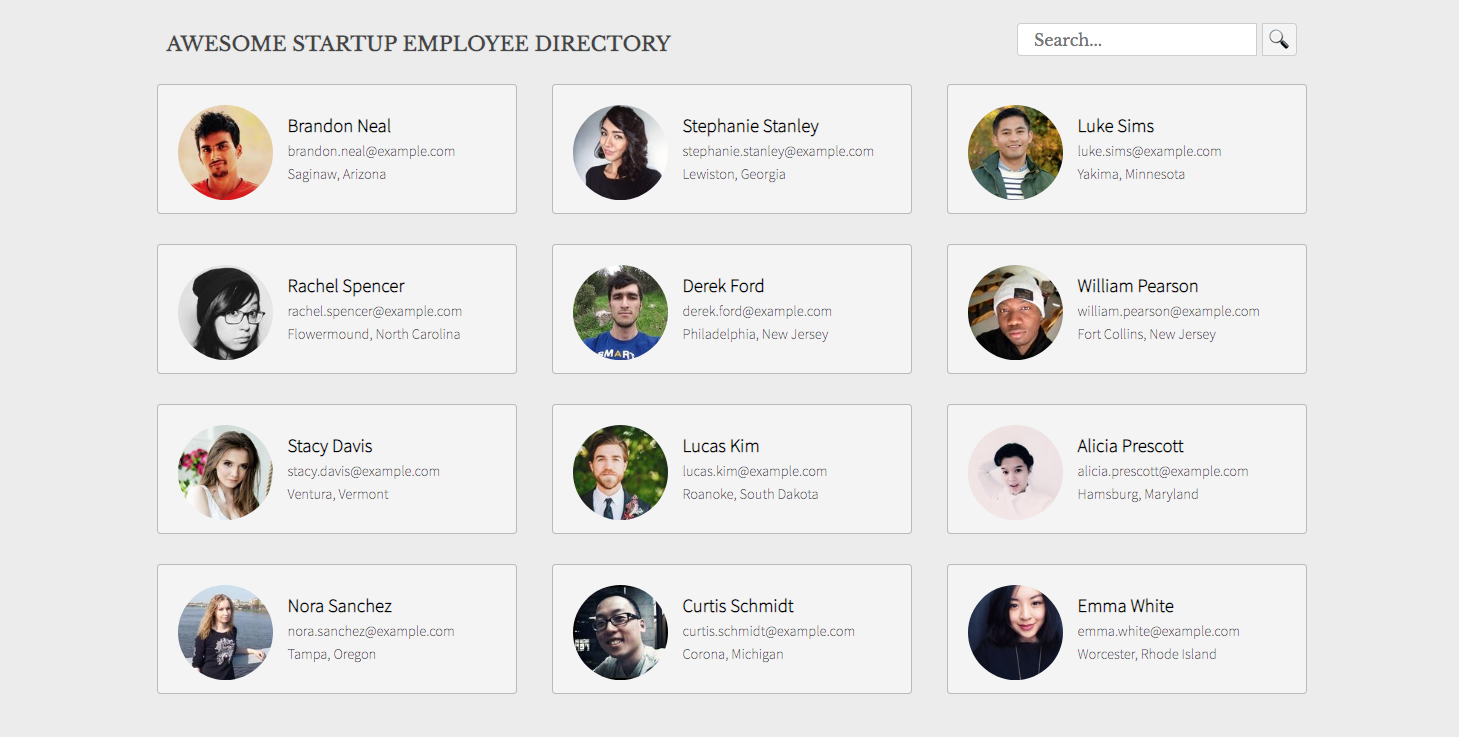 AWESOME STARTUP EMPLOYEE DIRECTORY
Search...
Brandon Neal
brandon.neal@example.com
Saginaw, Arizona
Stephanie Stanley
stephanie.stanley@example.com
Lewiston, Georgia
Luke Sims
luke.sims@example.com
Yakima, Minnesota
Rachel Spencer
rachel.spencer@example.com
Flowermound, North Carolina
Derek Ford
derek.ford@example.com
Philadelphia, New Jersey
SMART
William Pearson
william.pearson@example.com
Fort Collins, New Jersey
Stacy Davis
stacy.davis@example.com
Ventura, Vermont
Lucas Kim
lucas.kim@example.com
Roanoke, South Dakota
Alicia Prescott
alicia.prescott@example.com
Hamsburg, Maryland
Nora Sanchez
nora.sanchez@example.com
Tampa, Oregon
Curtis Schmidt
curtis.schmidt@example.com
Corona, Michigan
Emma White
emma.white@example.com
Worcester, Rhode Island